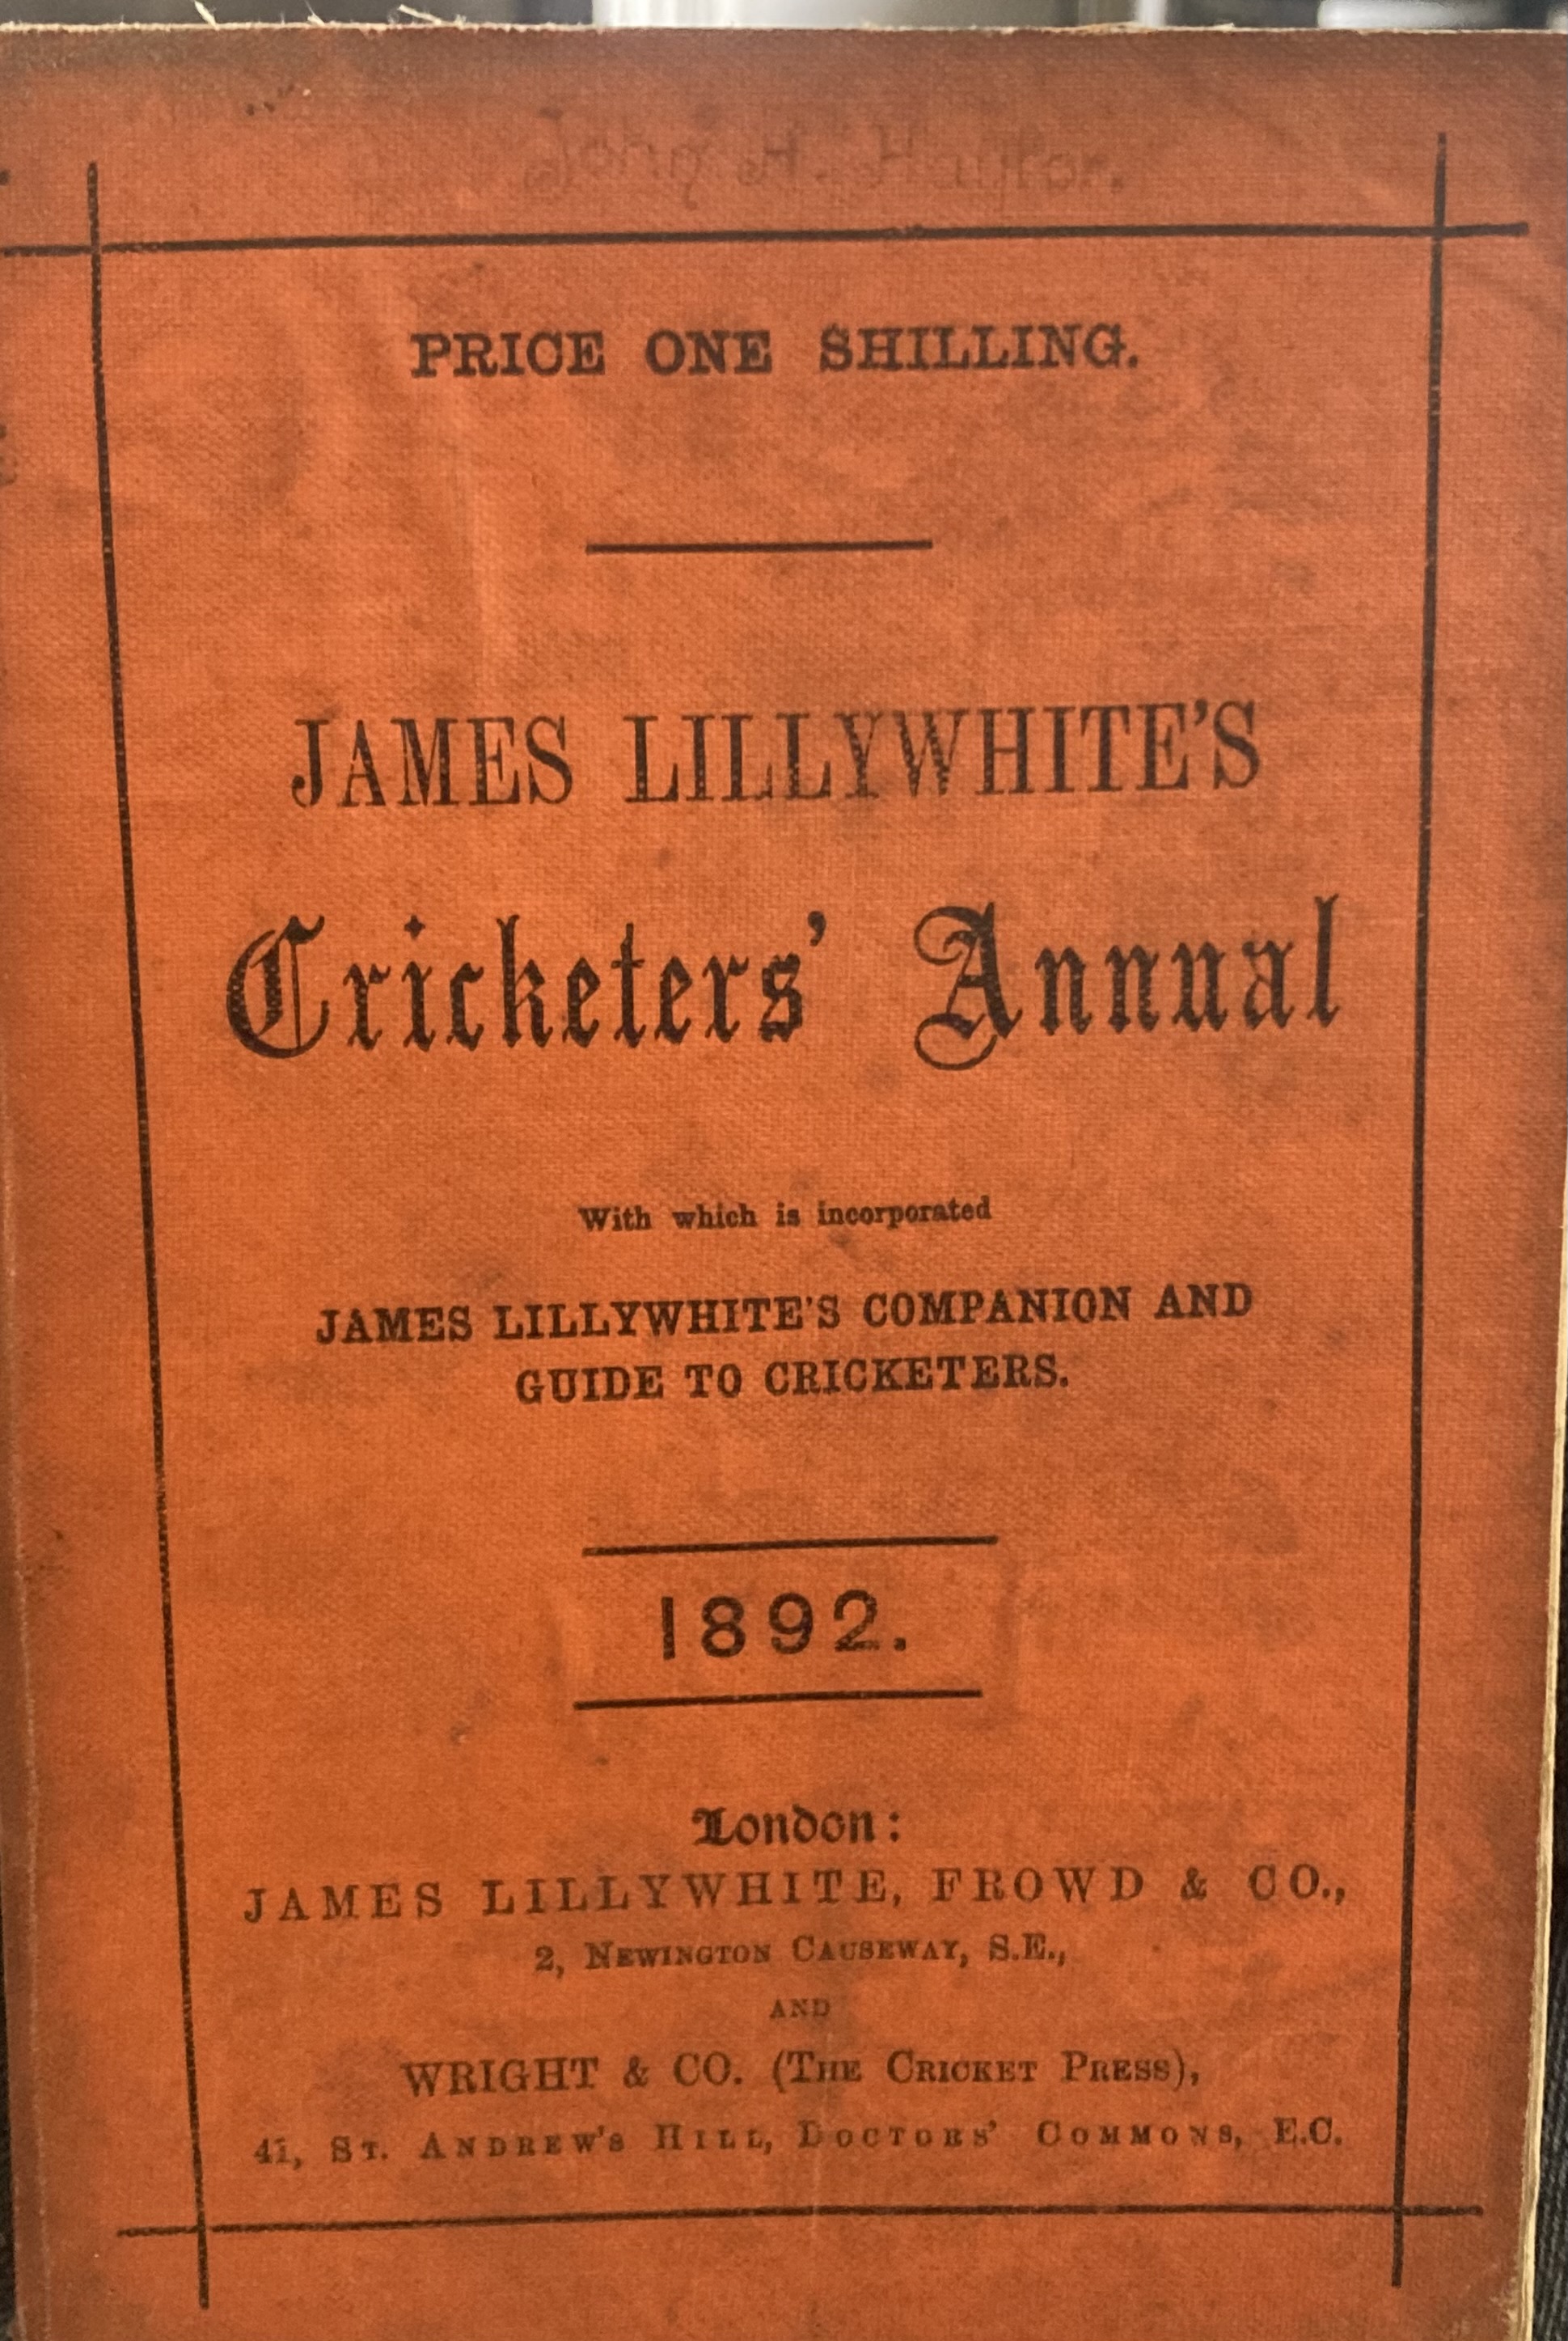 John H. 
PRICE ONE SHILLING.
JAMES LILLYWHITE'S
Cricketers' Annual
With which is incorporated
JAMES LILLYWHITE'S COMPANION AND
GUIDE TO CRICKETERS.
1892.
London:
JAMES LILLYWHITE, FROWD & CO.,
2, NEWINGTON CAUSEWAY, S.E.,
AND
WRIGHT & CO. (THE CRICKET PRESS),
41, ST. ANDREW'S HILL, DOCTORS' COMMONS, E.C.